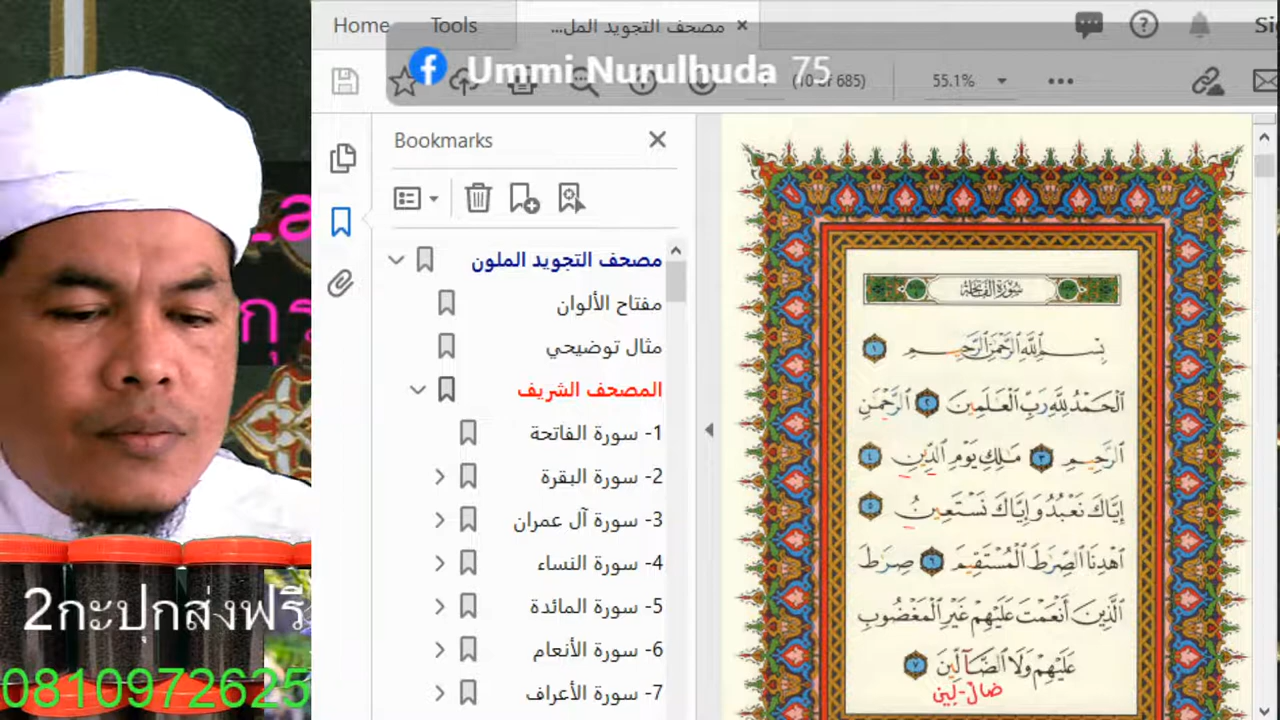 Home Tools مصحف التجويد المل...
Ummi Nurulhuda 75
(10 of 685) 55.1%
Bookmarks
مصحف التجويد الملون
مفتاح الألوان
مثال توضيحي
المصحف الشريف
1- سورة الفاتحة
2- سورة البقرة
3- سورة آل عمران
4- سورة النساء
5- سورة المائدة
6- سورة الأنعام
7- سورة الأعراف
سورة الفاتحة
بِسْمِ ٱللَّهِ ٱلرَّحْمَٰنِ ٱلرَّحِيمِ ١
ٱلْحَمْدُ لِلَّهِ رَبِّ ٱلْعَٰلَمِينَ ٢ ٱلرَّحْمَٰنِ
ٱلرَّحِيمِ ٣ مَٰلِكِ يَوْمِ ٱلدِّينِ ٤
إِيَّاكَ نَعْبُدُ وَإِيَّاكَ نَسْتَعِينُ ٥
ٱهْدِنَا ٱلصِّرَٰطَ ٱلْمُسْتَقِيمَ ٦ صِرَٰطَ
ٱلَّذِينَ أَنْعَمْتَ عَلَيْهِمْ غَيْرِ ٱلْمَغْضُوبِ
عَلَيْهِمْ وَلَا ٱلضَّآلِّينَ ٧
ضال-لين
2กะปุกส่งฟรี
0810972625